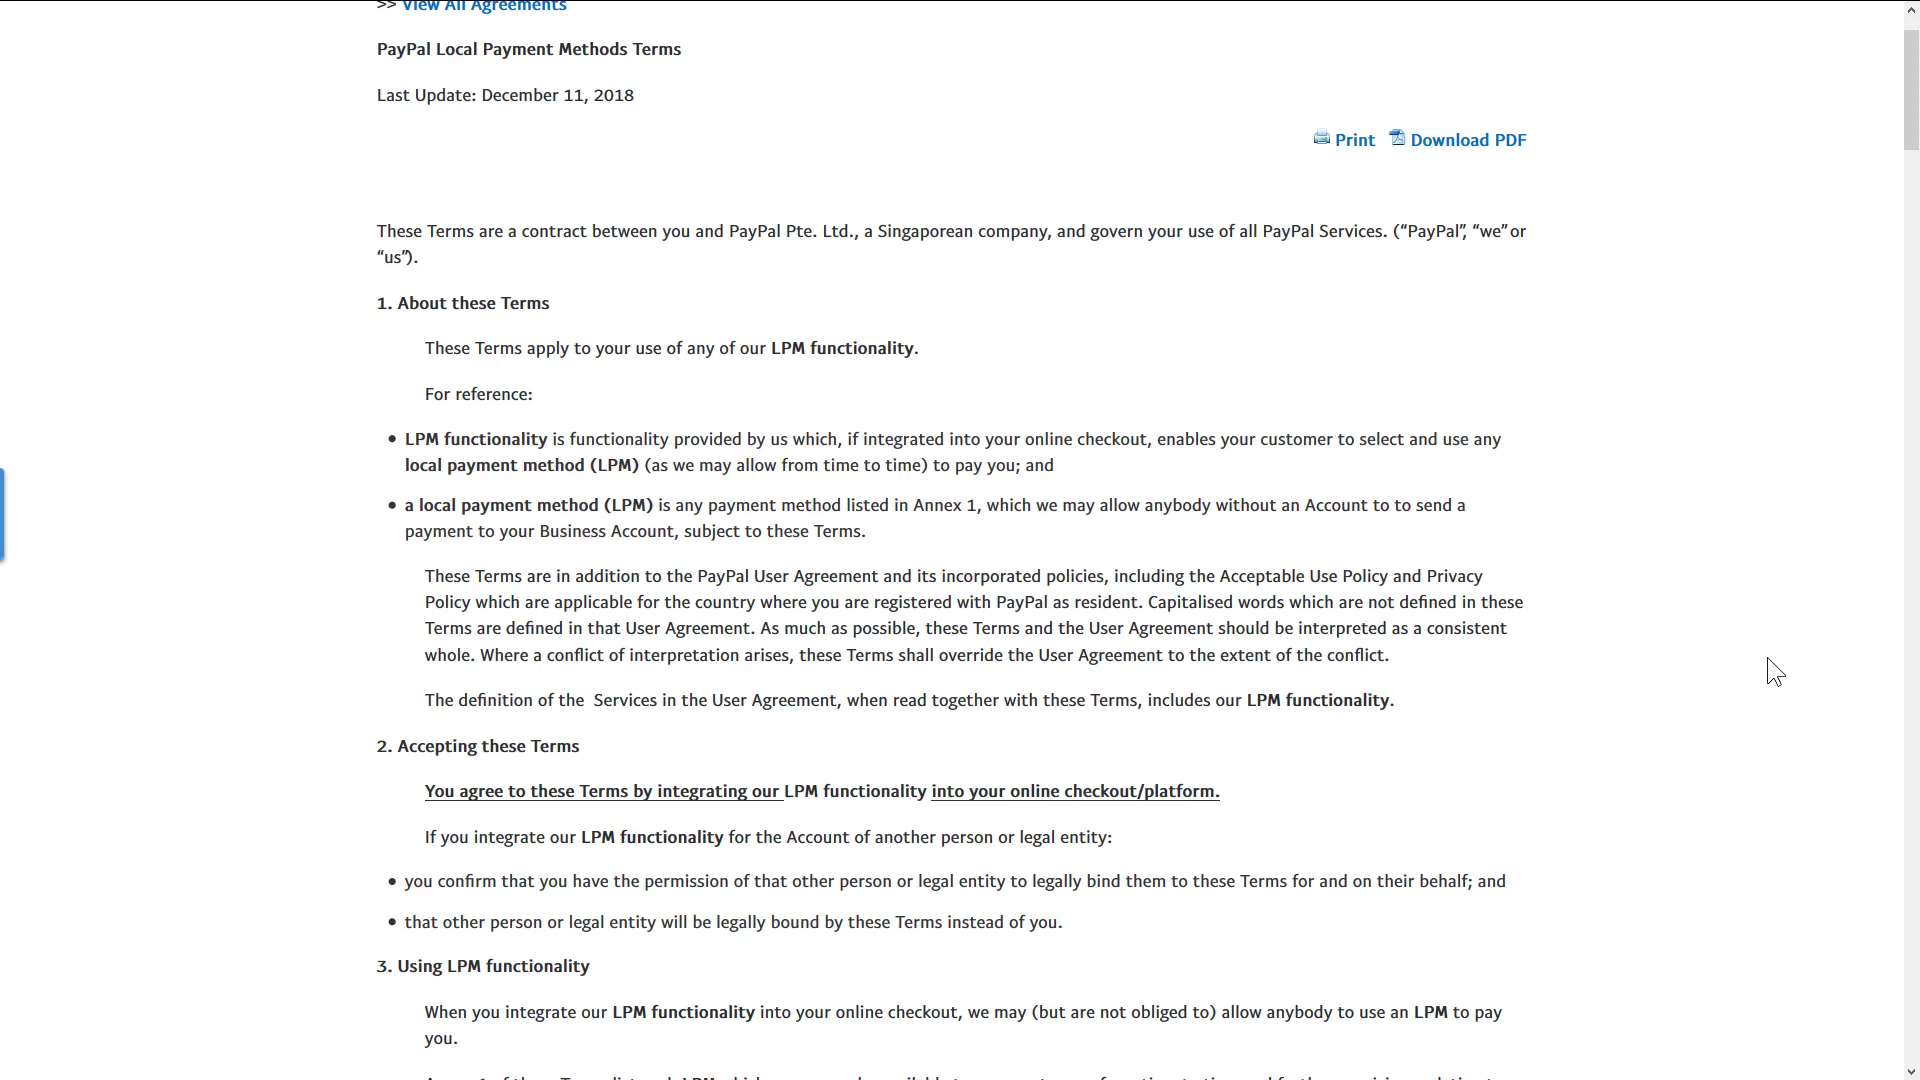 >> View All Agreements
PayPal Local Payment Methods Terms
Last Update: December 11, 2018
Print Download PDF
These Terms are a contract between you and PayPal Pte. Ltd., a Singaporean company, and govern your use of all PayPal Services. (“PayPal”, “we” or
“us”).
1. About these Terms
These Terms apply to your use of any of our LPM functionality.
For reference:
• LPM functionality is functionality provided by us which, if integrated into your online checkout, enables your customer to select and use any
local payment method (LPM) (as we may allow from time to time) to pay you; and
• a local payment method (LPM) is any payment method listed in Annex 1, which we may allow anybody without an Account to to send a
payment to your Business Account, subject to these Terms.
These Terms are in addition to the PayPal User Agreement and its incorporated policies, including the Acceptable Use Policy and Privacy
Policy which are applicable for the country where you are registered with PayPal as resident. Capitalised words which are not defined in these
Terms are defined in that User Agreement. As much as possible, these Terms and the User Agreement should be interpreted as a consistent
whole. Where a conflict of interpretation arises, these Terms shall override the User Agreement to the extent of the conflict.
The definition of the  Services in the User Agreement, when read together with these Terms, includes our LPM functionality.
2. Accepting these Terms
You agree to these Terms by integrating our LPM functionality into your online checkout/platform.
If you integrate our LPM functionality for the Account of another person or legal entity:
• you confirm that you have the permission of that other person or legal entity to legally bind them to these Terms for and on their behalf; and
• that other person or legal entity will be legally bound by these Terms instead of you.
3. Using LPM functionality
When you integrate our LPM functionality into your online checkout, we may (but are not obliged to) allow anybody to use an LPM to pay
you.